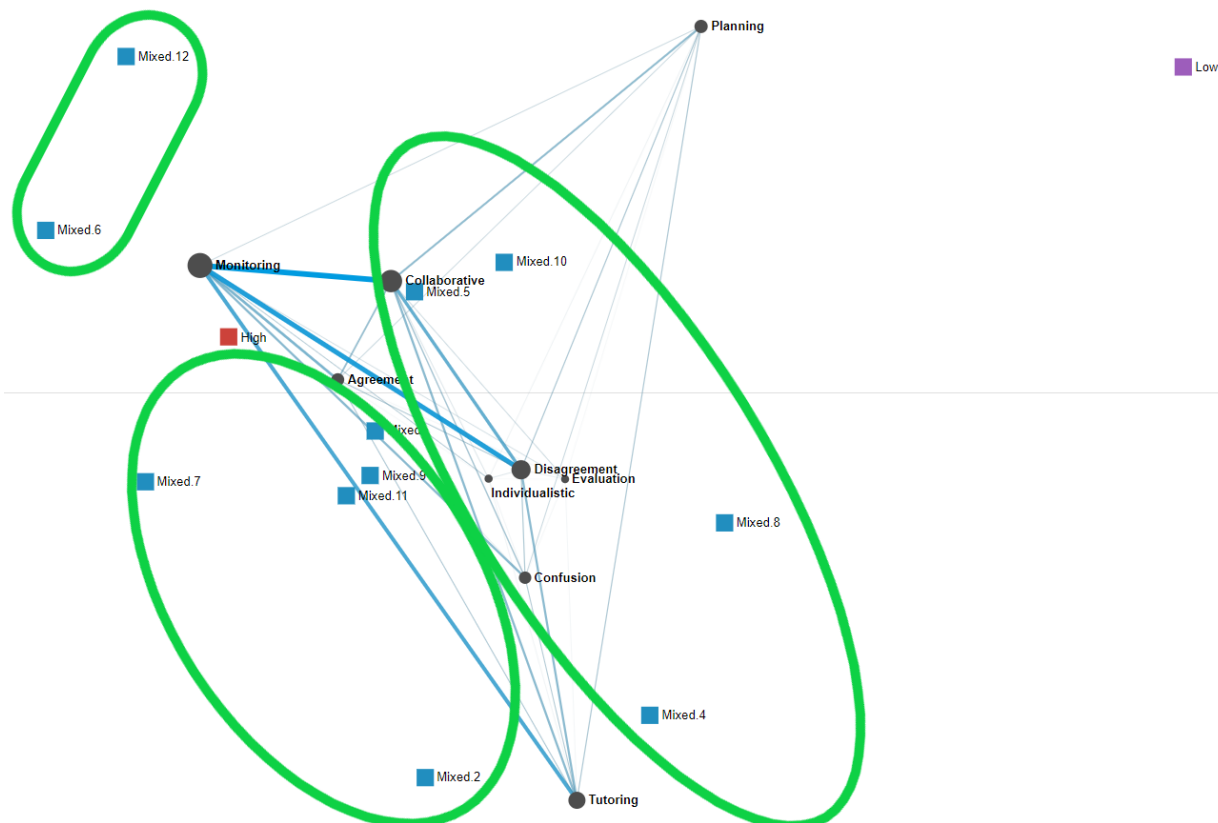 Planning
Mixed.12
Low
Mixed.6
Monitoring
Mixed.10
Collaborative
Mixed.5
High
Agreement
Mixed
Disagreement
Mixed.9
Evaluation
Mixed.7
Individualistic
Mixed.11
Mixed.8
Confusion
Mixed.4
Mixed.2
Tutoring